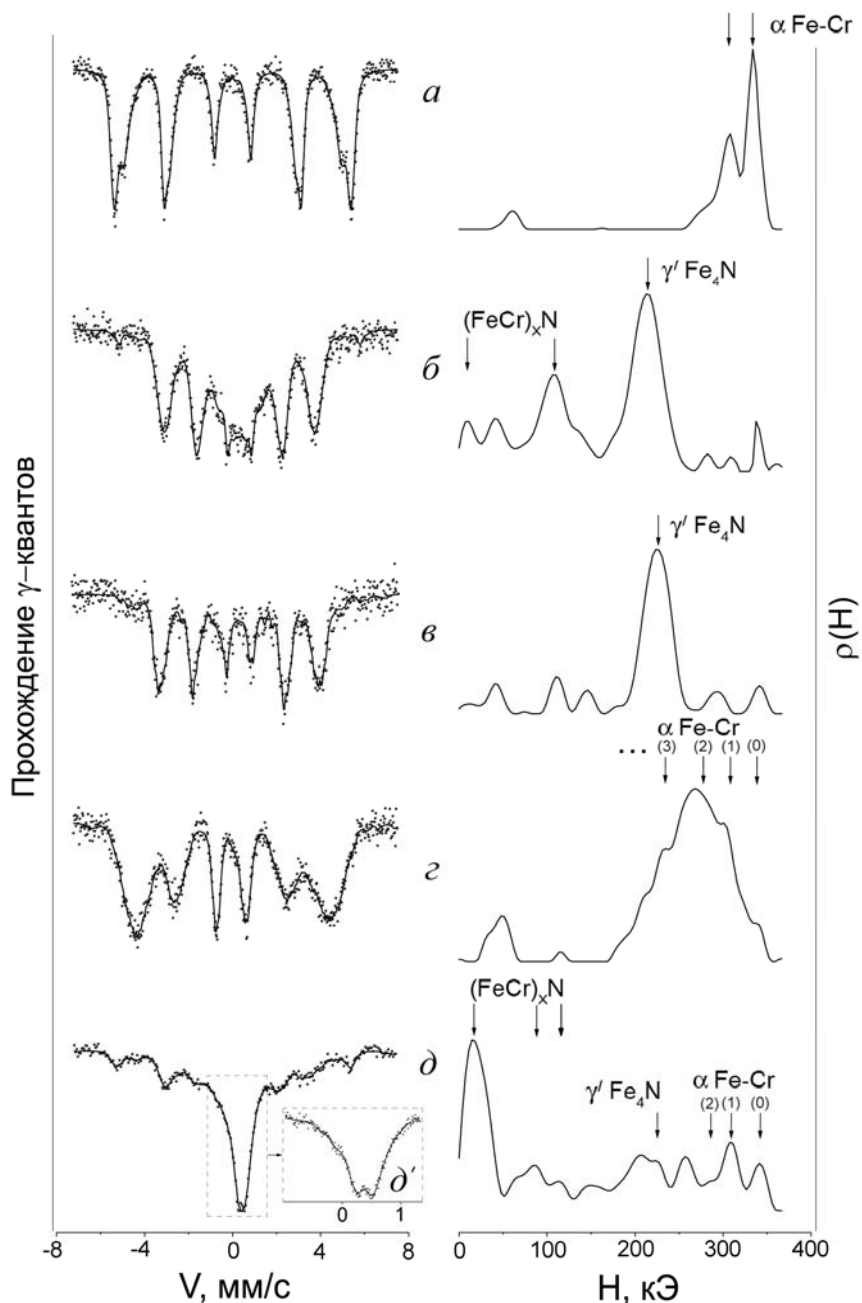 α Fe-Cr
а
γ′ Fe₄N
(FeCr)ₓN
б
γ′ Fe₄N
в
α Fe-Cr
... (3) (2) (1) (0)
г
(FeCr)ₓN
д
γ′ Fe₄N
α Fe-Cr
(2) (1) (0)
д′
0 1
Прохождение γ−квантов
ρ(H)
-8 -4 0 4 8
0 100 200 300 400
V, мм/с
H, кЭ